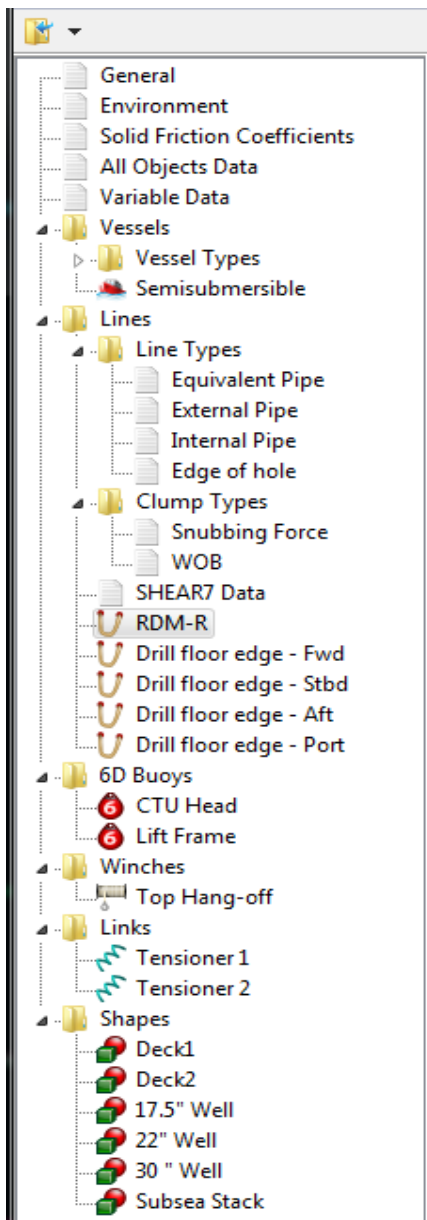 General
Environment
Solid Friction Coefficients
All Objects Data
Variable Data
Vessels
Vessel Types
Semisubmersible
Lines
Line Types
Equivalent Pipe
External Pipe
Internal Pipe
Edge of hole
Clump Types
Snubbing Force
WOB
SHEAR7 Data
RDM-R
Drill floor edge - Fwd
Drill floor edge - Stbd
Drill floor edge - Aft
Drill floor edge - Port
6D Buoys
6 CTU Head
6 Lift Frame
Winches
Top Hang-off
Links
Tensioner 1
Tensioner 2
Shapes
Deck1
Deck2
17.5" Well
22" Well
30 " Well
Subsea Stack